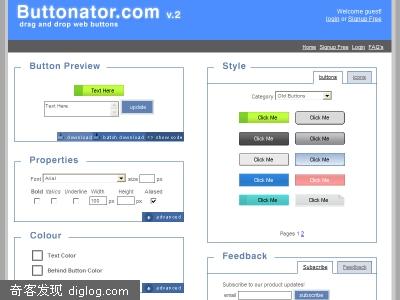 Buttonator.com v.2
drag and drop web buttons
Welcome guest!
login or Signup Free
Home Signup Free Login FAQ's
Button Preview
Text Here
Text Here
update
download batch download <> show code
Properties
Font Arial size px
Bold Italics Underline Width Height Aliased
100 px px
advanced
Colour
Text Color
Behind Button Color
advanced
Style
buttons icons
Category Old Buttons
Click Me Click Me
Click Me Click Me
Click Me Click Me
Click Me Click Me
Click Me Click Me
Pages 1 2
Feedback
Subscribe Feedback
Subscribe to our product updates!
email subscribe
奇客发现 diglog.com